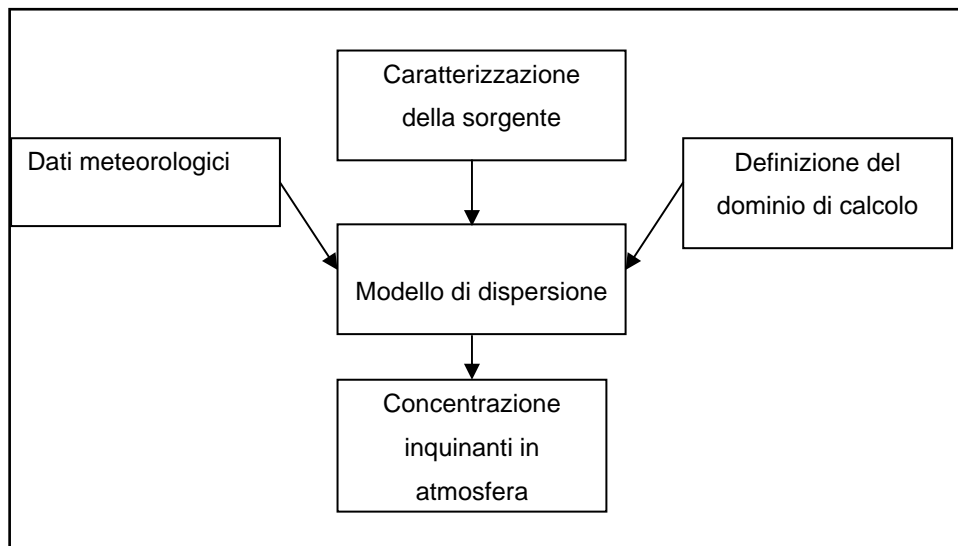 Caratterizzazione
della sorgente
Dati meteorologici
Definizione del
dominio di calcolo
Modello di dispersione
Concentrazione
inquinanti in
atmosfera